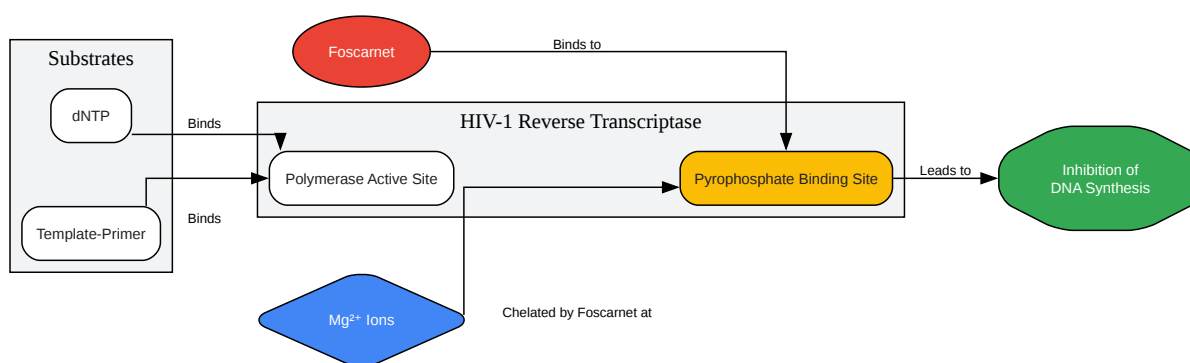 Substrates
dNTP
Template-Primer
Binds
Binds
Foscarnet
Binds to
HIV-1 Reverse Transcriptase
Polymerase Active Site
Pyrophosphate Binding Site
Leads to
Inhibition of
DNA Synthesis
Mg²⁺ Ions
Chelated by Foscarnet at